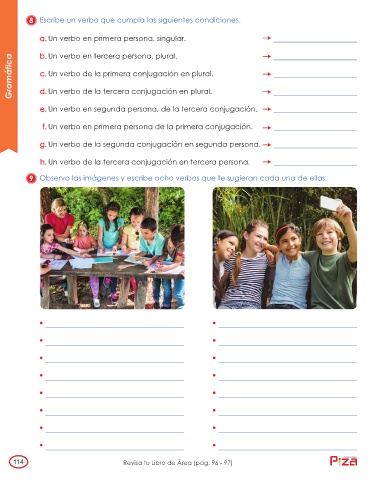 Gramática
8 Escribe un verbo que cumpla las siguientes condiciones.
a. Un verbo en primera persona, singular.
b. Un verbo en tercera persona, plural.
c. Un verbo de la primera conjugación en plural.
d. Un verbo de la tercera conjugación en plural.
e. Un verbo en segunda persona, de la tercera conjugación.
f. Un verbo en primera persona de la primera conjugación.
g. Un verbo de la segunda conjugación en segunda persona.
h. Un verbo de la tercera conjugación en tercera persona.
9 Observa las imágenes y escribe ocho verbos que te sugieran cada una de ellas.
114
Revisa tu Libro de Área (pág. 96 - 97)